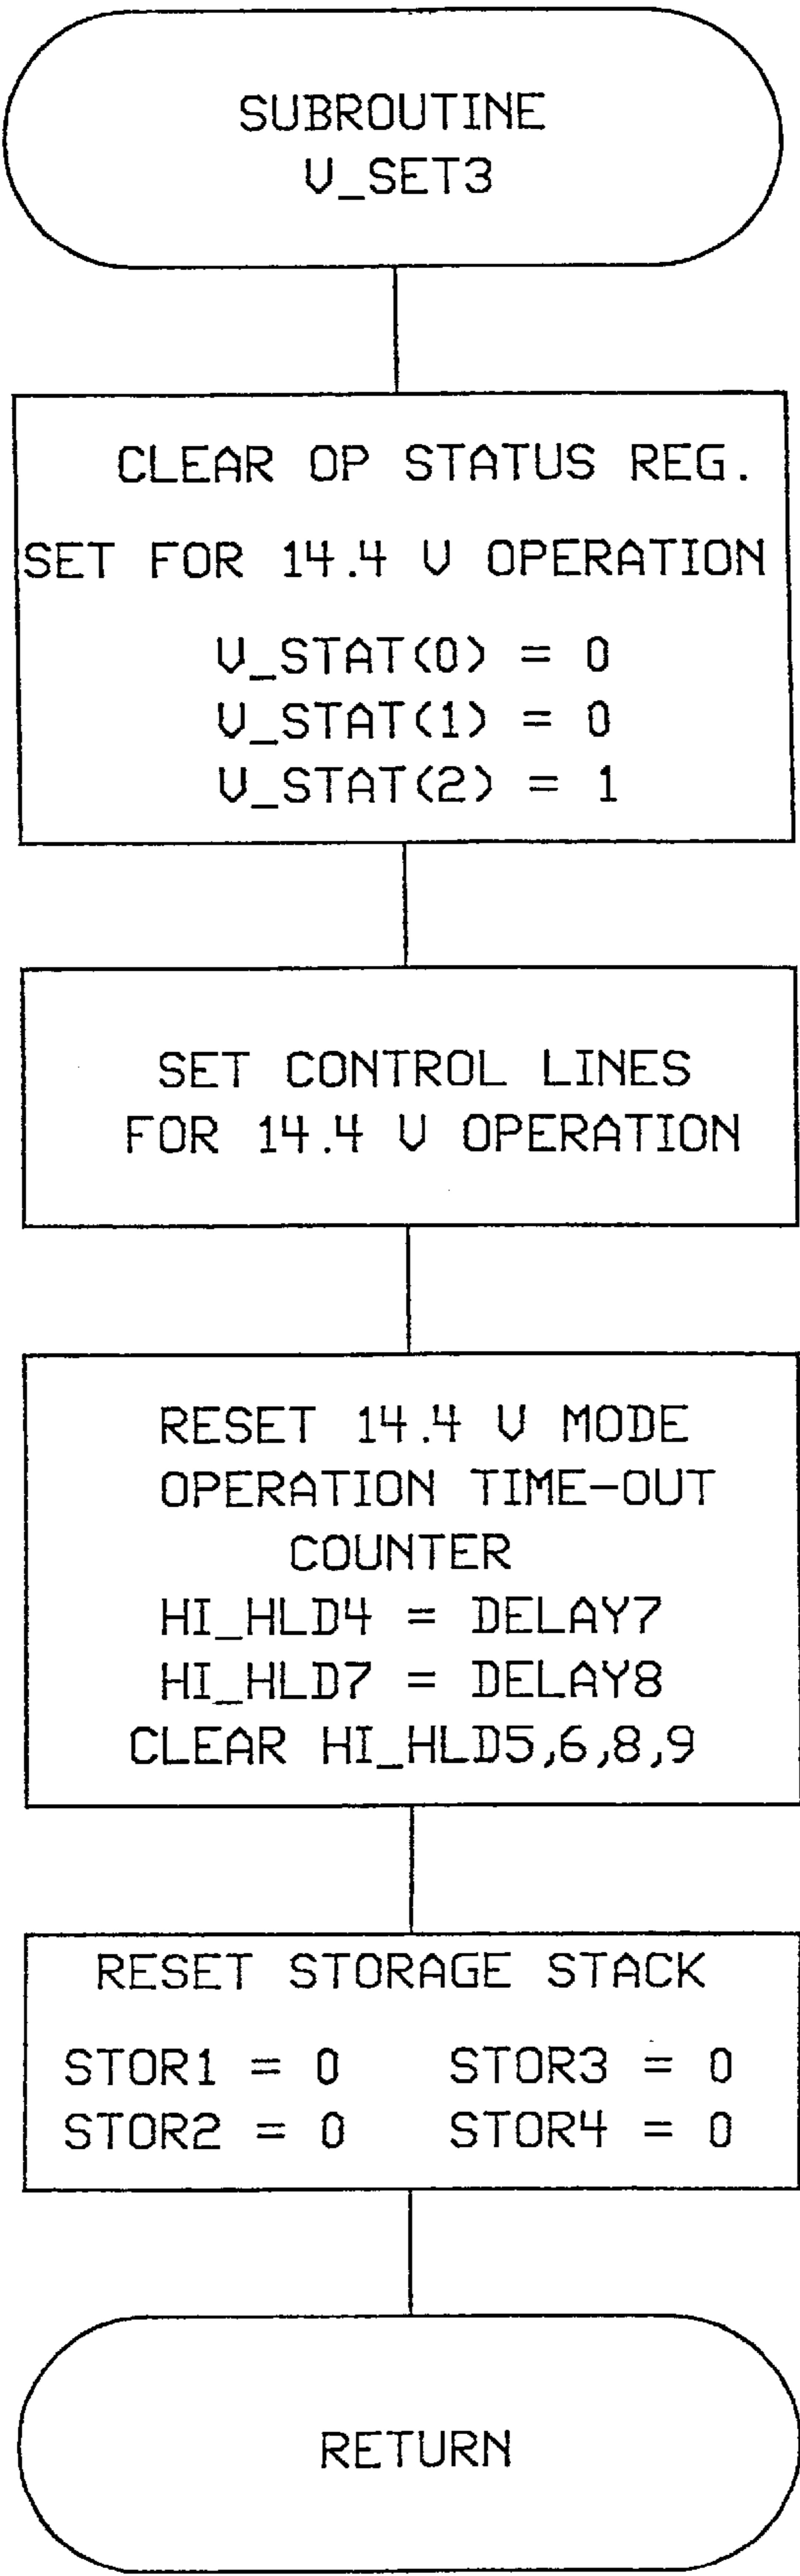 SUBROUTINE
V_SET3
CLEAR OP STATUS REG.
SET FOR 14.4 V OPERATION
V_STAT(0) = 0
V_STAT(1) = 0
V_STAT(2) = 1
SET CONTROL LINES
FOR 14.4 V OPERATION
RESET 14.4 V MODE
OPERATION TIME-OUT
COUNTER
HI_HLD4 = DELAY7
HI_HLD7 = DELAY8
CLEAR HI_HLD5,6,8,9
RESET STORAGE STACK
STOR1 = 0 STOR3 = 0
STOR2 = 0 STOR4 = 0
RETURN